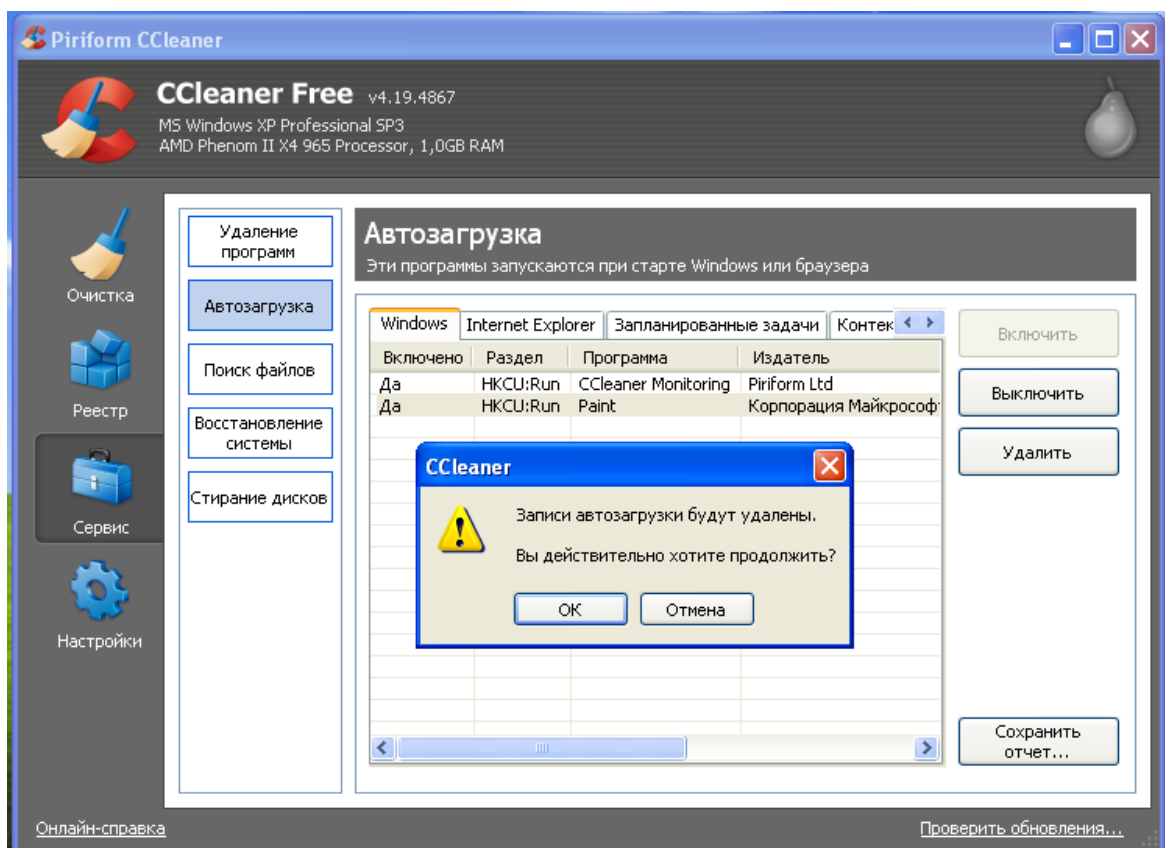 Piriform CCleaner
CCleaner Free v4.19.4867
MS Windows XP Professional SP3
AMD Phenom II X4 965 Processor, 1,0GB RAM
Очистка
Реестр
Сервис
Настройки
Удаление
программ
Автозагрузка
Поиск файлов
Восстановление
системы
Стирание дисков
Автозагрузка
Эти программы запускаются при старте Windows или браузера
Windows Internet Explorer Запланированные задачи Контек
Включено Раздел Программа Издатель
Да HKCU:Run CCleaner Monitoring Piriform Ltd
Да HKCU:Run Paint Корпорация Майкрософт
CCleaner
Записи автозагрузки будут удалены.
Вы действительно хотите продолжить?
OK Отмена
Включить
Выключить
Удалить
Сохранить
отчет...
Онлайн-справка
Проверить обновления...